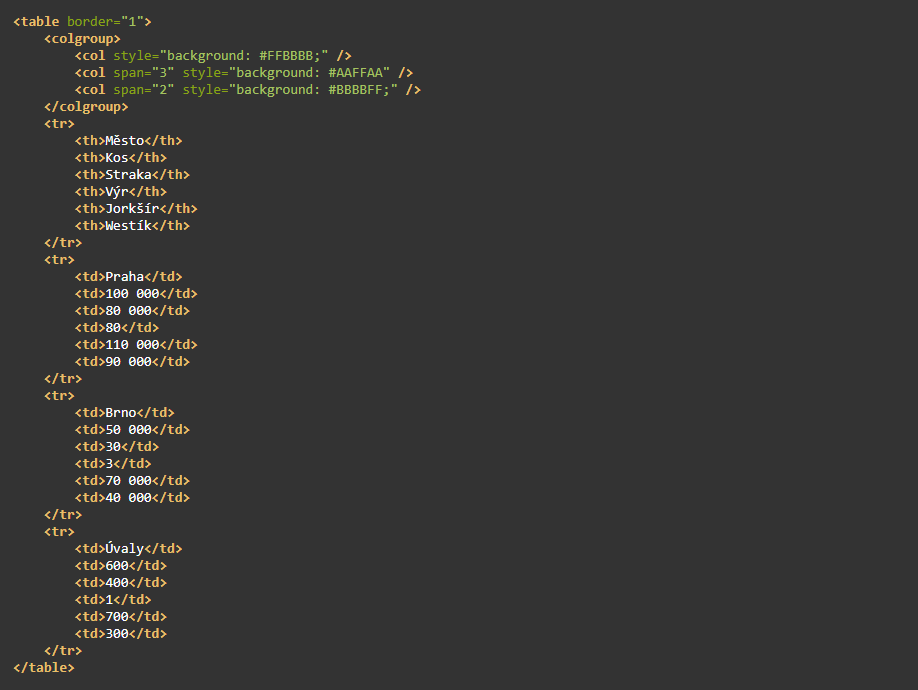 <table border="1">
    <colgroup>
        <col style="background: #FFBBBB;" />
        <col span="3" style="background: #AAFFAA" />
        <col span="2" style="background: #BBBBFF;" />
    </colgroup>
    <tr>
        <th>Město</th>
        <th>Kos</th>
        <th>Straka</th>
        <th>Výr</th>
        <th>Jorkšír</th>
        <th>Westík</th>
    </tr>
    <tr>
        <td>Praha</td>
        <td>100 000</td>
        <td>80 000</td>
        <td>80</td>
        <td>110 000</td>
        <td>90 000</td>
    </tr>
    <tr>
        <td>Brno</td>
        <td>50 000</td>
        <td>30</td>
        <td>3</td>
        <td>70 000</td>
        <td>40 000</td>
    </tr>
    <tr>
        <td>Úvaly</td>
        <td>600</td>
        <td>400</td>
        <td>1</td>
        <td>700</td>
        <td>300</td>
    </tr>
</table>